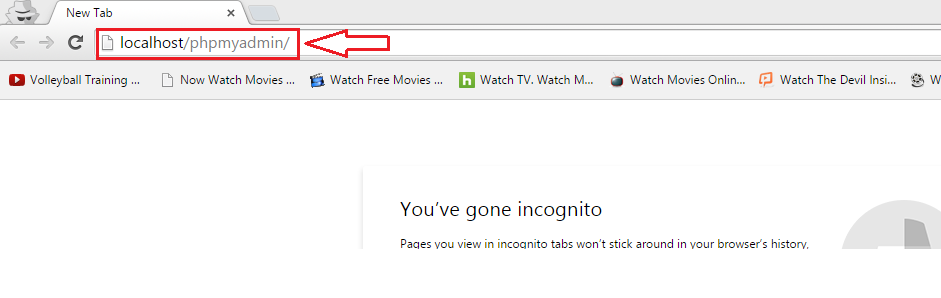 New Tab
localhost/phpmyadmin/
Volleyball Training ... Now Watch Movies ... Watch Free Movies ... Watch TV. Watch M... Watch Movies Onlin... Watch The Devil Insi... W
You've gone incognito
Pages you view in incognito tabs won't stick around in your browser's history,